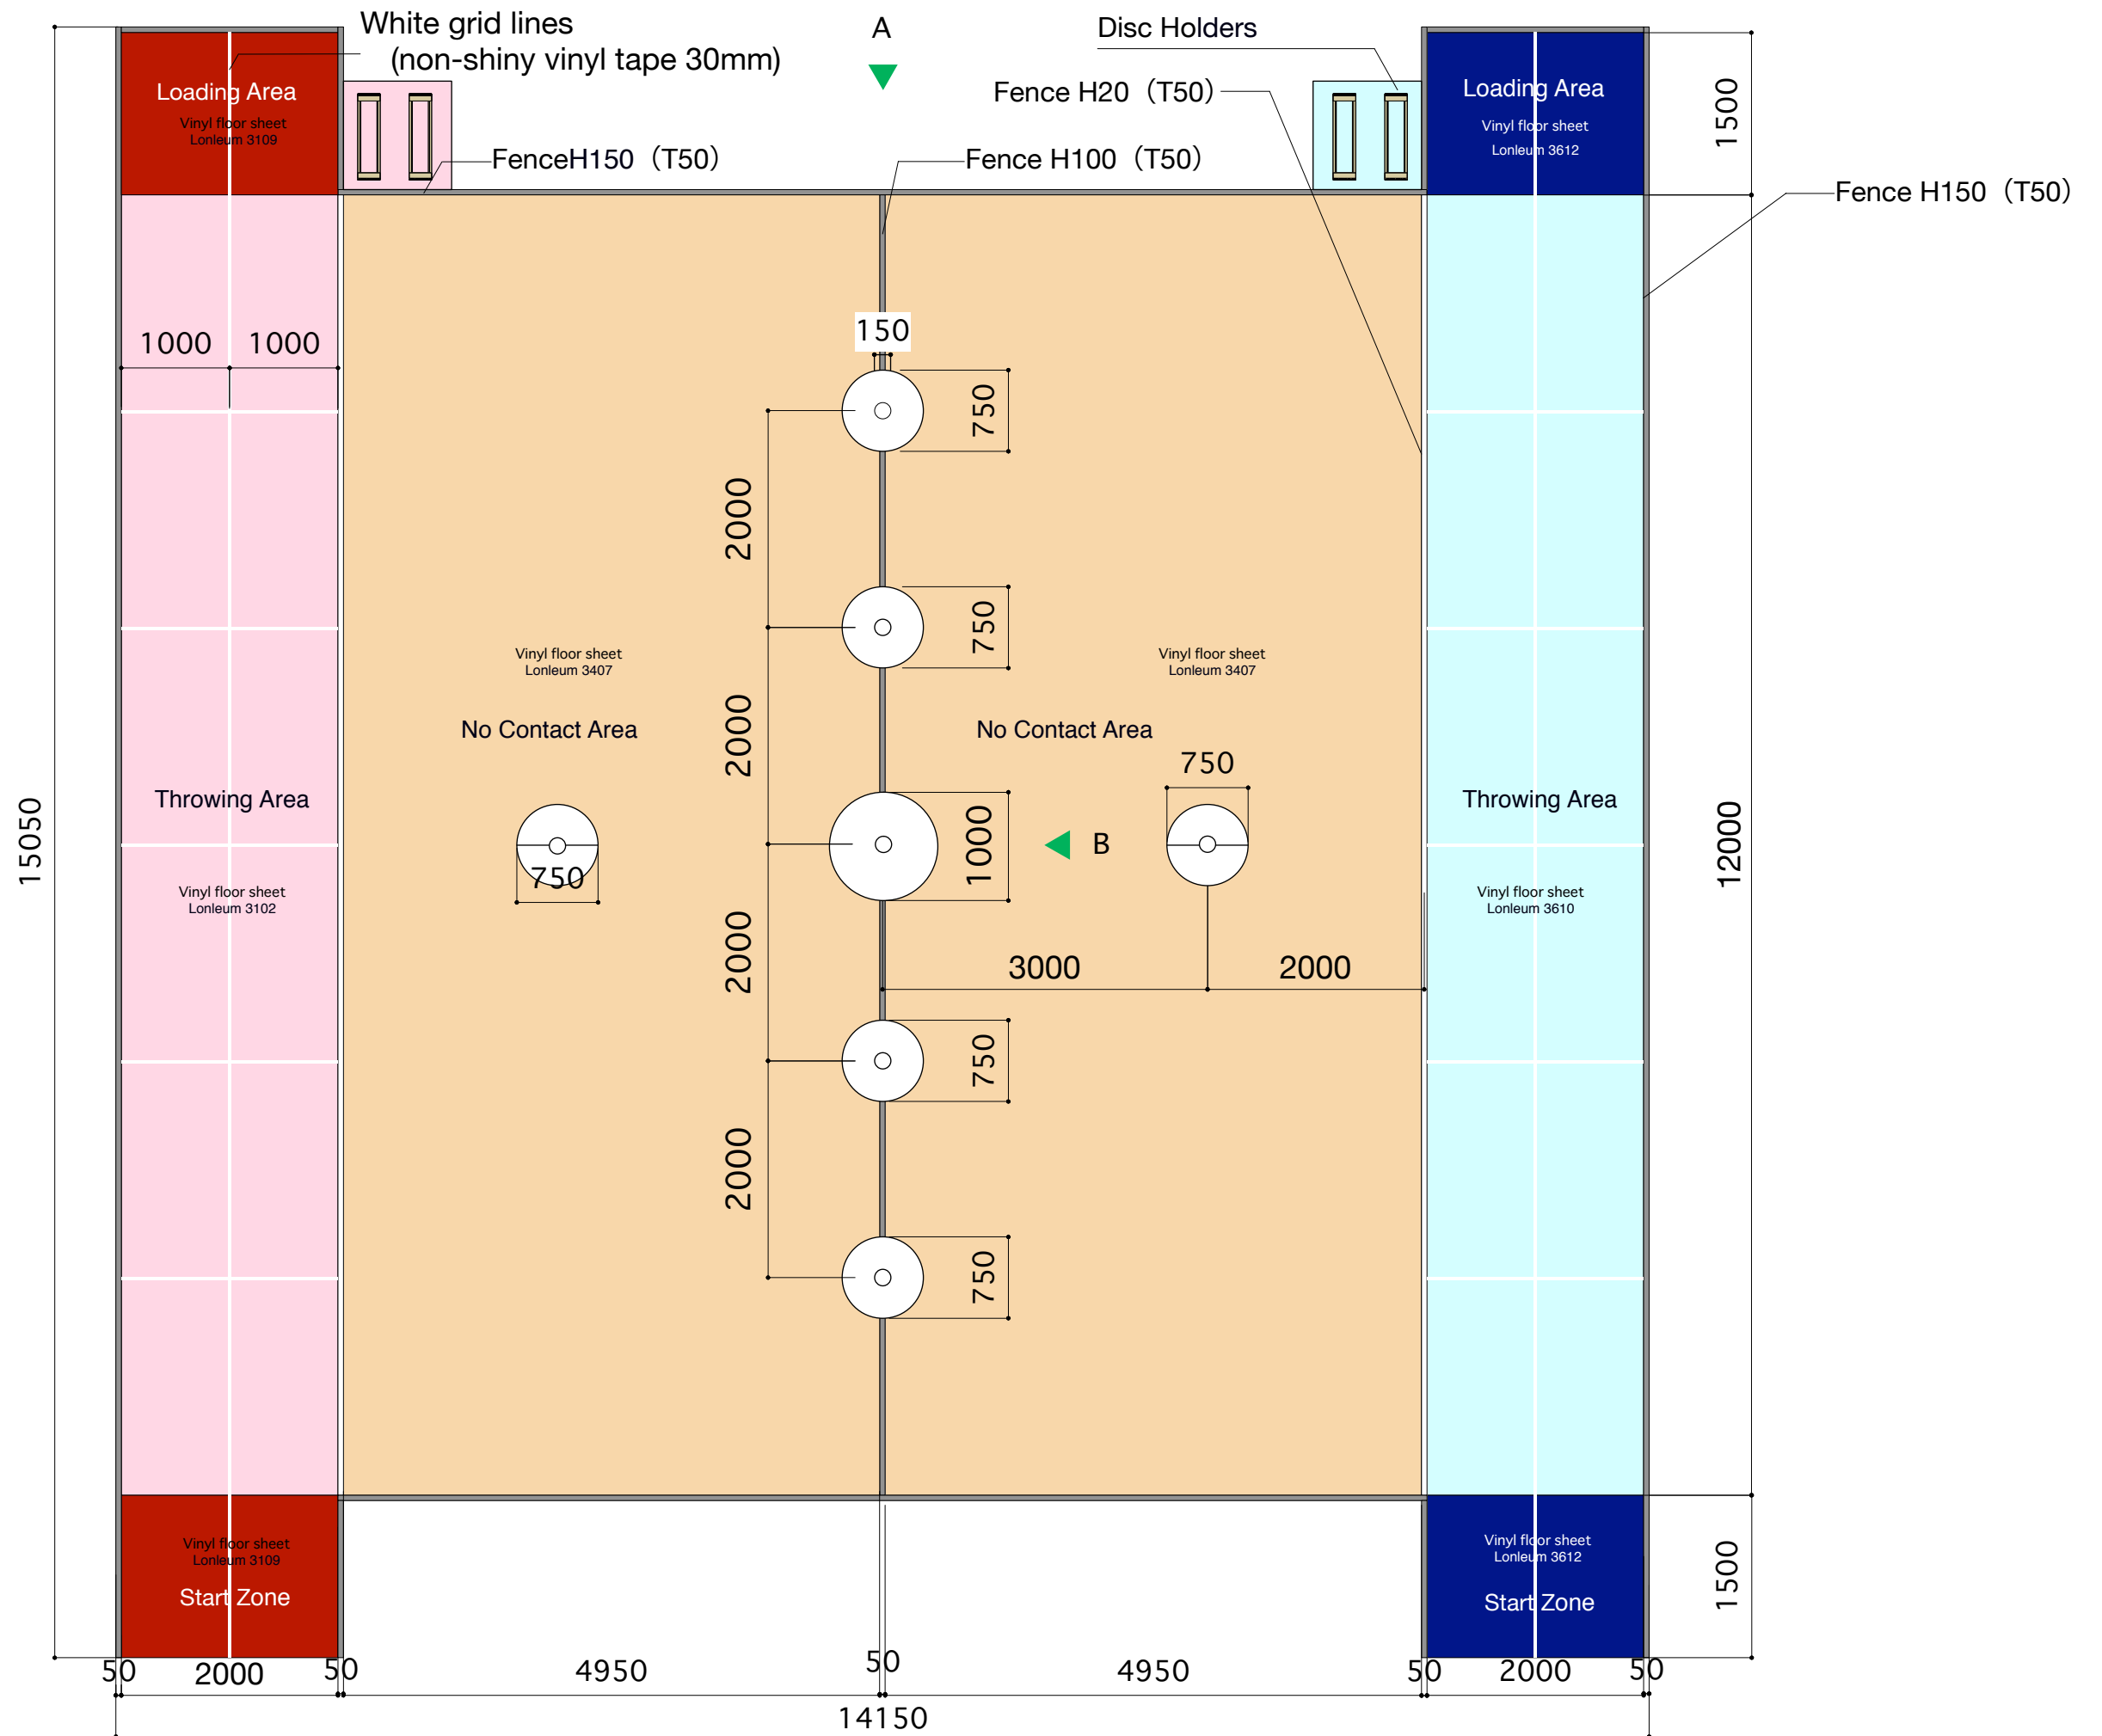 White grid lines
(non-shiny vinyl tape 30mm)
A
Disc Holders
Fence H20（T50）
Loading Area
Vinyl floor sheet
Lonleum 3109
Loading Area
Vinyl floor sheet
Lonleum 3612
1500
FenceH150（T50）
Fence H100（T50）
Fence H150（T50）
1000
1000
150
750
2000
750
Vinyl floor sheet
Lonleum 3407
Vinyl floor sheet
Lonleum 3407
No Contact Area
2000
No Contact Area
750
Throwing Area
Throwing Area
15050
750
1000
B
12000
Vinyl floor sheet
Lonleum 3102
Vinyl floor sheet
Lonleum 3610
2000
3000
2000
750
2000
750
Vinyl floor sheet
Lonleum 3109
Start Zone
Vinyl floor sheet
Lonleum 3612
Start Zone
1500
50
2000
50
4950
50
4950
50
2000
50
14150